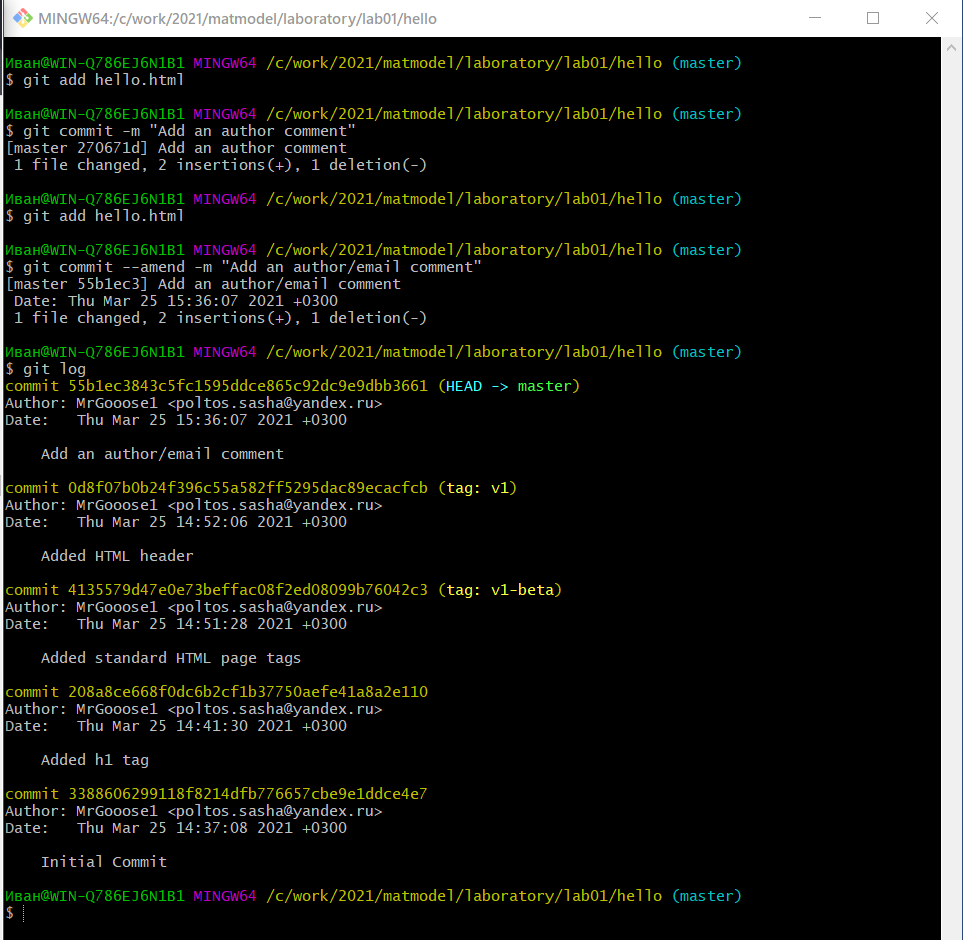 MINGW64:/c/work/2021/matmodel/laboratory/lab01/hello
Иван@WIN-Q786EJ6N1B1 MINGW64 /c/work/2021/matmodel/laboratory/lab01/hello (master)
$ git add hello.html
Иван@WIN-Q786EJ6N1B1 MINGW64 /c/work/2021/matmodel/laboratory/lab01/hello (master)
$ git commit -m "Add an author comment"
[master 270671d] Add an author comment
 1 file changed, 2 insertions(+), 1 deletion(-)
Иван@WIN-Q786EJ6N1B1 MINGW64 /c/work/2021/matmodel/laboratory/lab01/hello (master)
$ git add hello.html
Иван@WIN-Q786EJ6N1B1 MINGW64 /c/work/2021/matmodel/laboratory/lab01/hello (master)
$ git commit --amend -m "Add an author/email comment"
[master 55b1ec3] Add an author/email comment
 Date: Thu Mar 25 15:36:07 2021 +0300
 1 file changed, 2 insertions(+), 1 deletion(-)
Иван@WIN-Q786EJ6N1B1 MINGW64 /c/work/2021/matmodel/laboratory/lab01/hello (master)
$ git log
commit 55b1ec3843c5fc1595ddce865c92dc9e9dbb3661 (HEAD -> master)
Author: MrGooose1 <poltos.sasha@yandex.ru>
Date:   Thu Mar 25 15:36:07 2021 +0300
    Add an author/email comment
commit 0d8f07b0b24f396c55a582ff5295dac89ecacfcb (tag: v1)
Author: MrGooose1 <poltos.sasha@yandex.ru>
Date:   Thu Mar 25 14:52:06 2021 +0300
    Added HTML header
commit 4135579d47e0e73beffac08f2ed08099b76042c3 (tag: v1-beta)
Author: MrGooose1 <poltos.sasha@yandex.ru>
Date:   Thu Mar 25 14:51:28 2021 +0300
    Added standard HTML page tags
commit 208a8ce668f0dc6b2cf1b37750aefe41a8a2e110
Author: MrGooose1 <poltos.sasha@yandex.ru>
Date:   Thu Mar 25 14:41:30 2021 +0300
    Added h1 tag
commit 3388606299118f8214dfb776657cbe9e1ddce4e7
Author: MrGooose1 <poltos.sasha@yandex.ru>
Date:   Thu Mar 25 14:37:08 2021 +0300
    Initial Commit
Иван@WIN-Q786EJ6N1B1 MINGW64 /c/work/2021/matmodel/laboratory/lab01/hello (master)
$